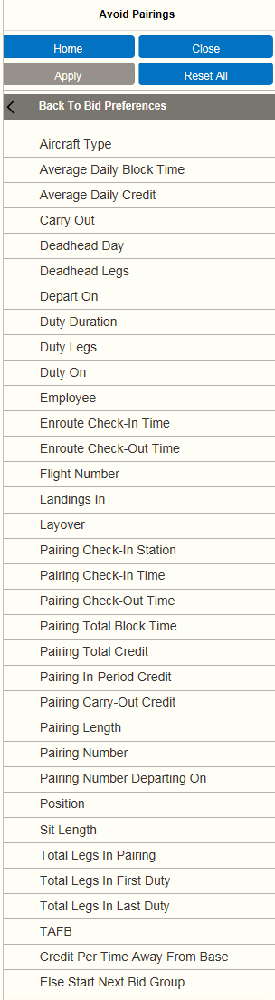 Avoid Pairings
Home Close
Apply Reset All
Back To Bid Preferences
Aircraft Type
Average Daily Block Time
Average Daily Credit
Carry Out
Deadhead Day
Deadhead Legs
Depart On
Duty Duration
Duty Legs
Duty On
Employee
Enroute Check-In Time
Enroute Check-Out Time
Flight Number
Landings In
Layover
Pairing Check-In Station
Pairing Check-In Time
Pairing Check-Out Time
Pairing Total Block Time
Pairing Total Credit
Pairing In-Period Credit
Pairing Carry-Out Credit
Pairing Length
Pairing Number
Pairing Number Departing On
Position
Sit Length
Total Legs In Pairing
Total Legs In First Duty
Total Legs In Last Duty
TAFB
Credit Per Time Away From Base
Else Start Next Bid Group